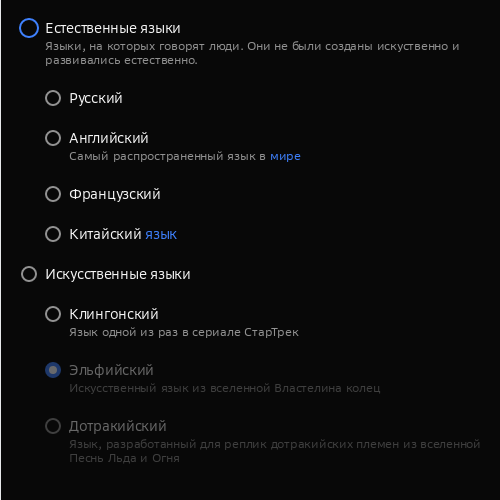 Естественные языки
Языки, на которых говорят люди. Они не были созданы искуственно и
развивались естественно.
Русский
Английский
Самый распространенный язык в мире
Французский
Китайский язык
Искусственные языки
Клингонский
Язык одной из раз в сериале СтарТрек
Эльфийский
Искусственный язык из вселенной Властелина колец
Дотракийский
Язык, разработанный для реплик дотракийских племен из вселенной
Песнь Льда и Огня